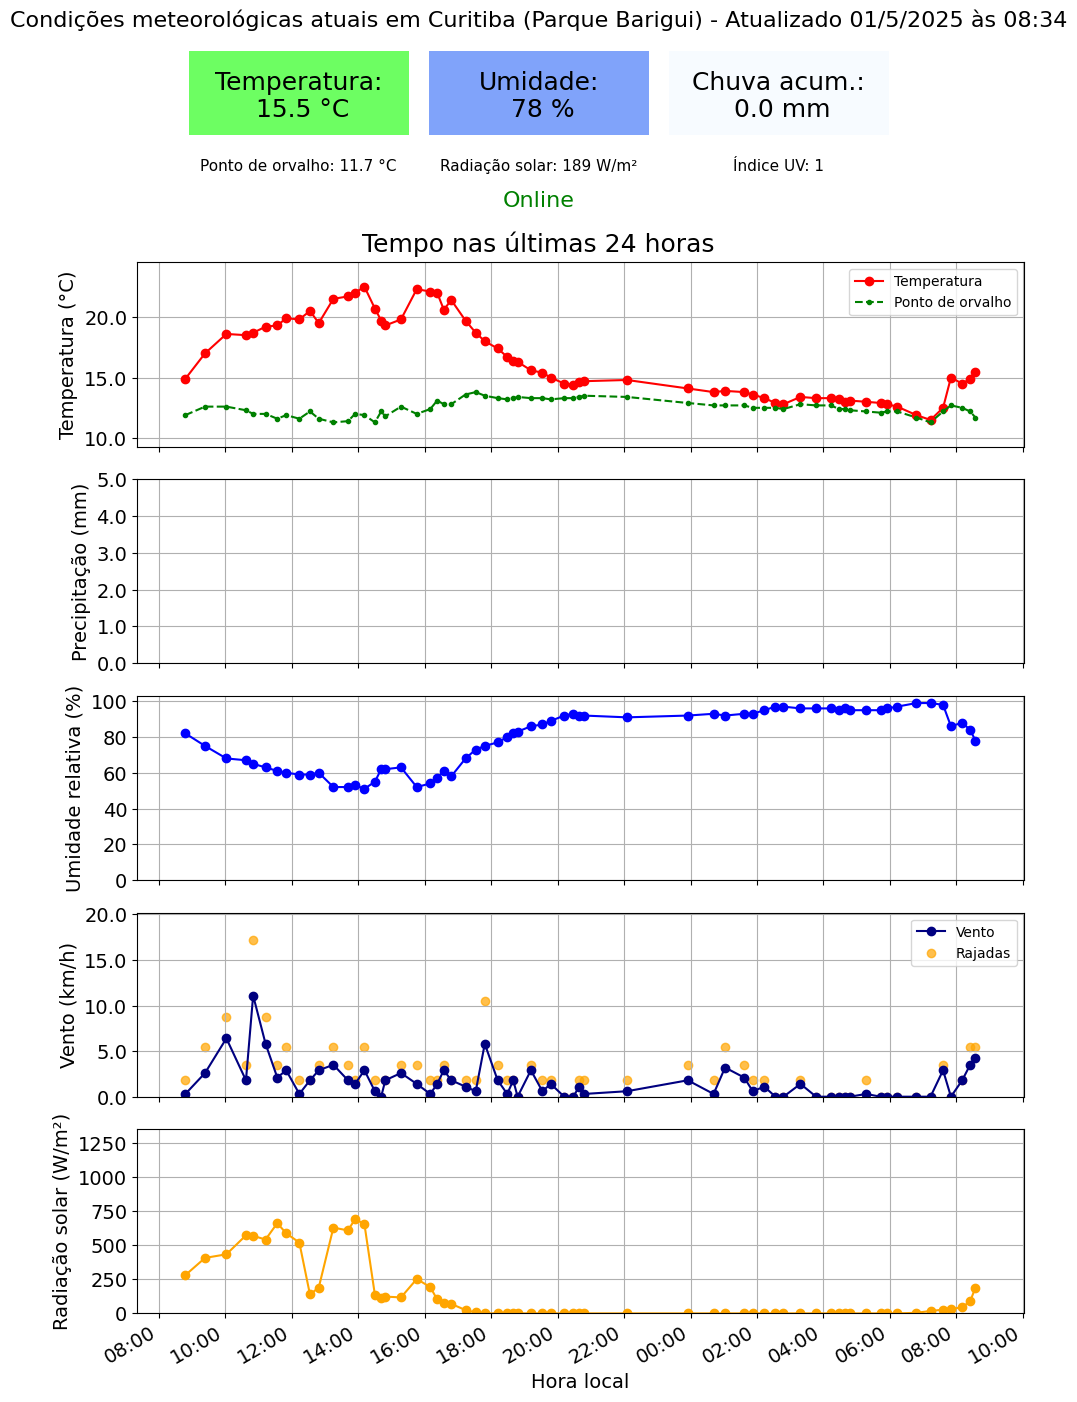 Condições meteorológicas atuais em Curitiba (Parque Barigui) - Atualizado 01/5/2025 às 08:34
Temperatura:
15.5 °C
Umidade:
78 %
Chuva acum.:
0.0 mm
Ponto de orvalho: 11.7 °C
Radiação solar: 189 W/m²
Índice UV: 1
Online
Tempo nas últimas 24 horas
Temperatura (°C)
20.0
15.0
10.0
Temperatura
Ponto de orvalho
Precipitação (mm)
5.0
4.0
3.0
2.0
1.0
0.0
Umidade relativa (%)
100
80
60
40
20
0
Vento (km/h)
20.0
15.0
10.0
5.0
0.0
Vento
Rajadas
Radiação solar (W/m²)
1250
1000
750
500
250
0
08:00
10:00
12:00
14:00
16:00
18:00
20:00
22:00
00:00
02:00
04:00
06:00
08:00
10:00
Hora local